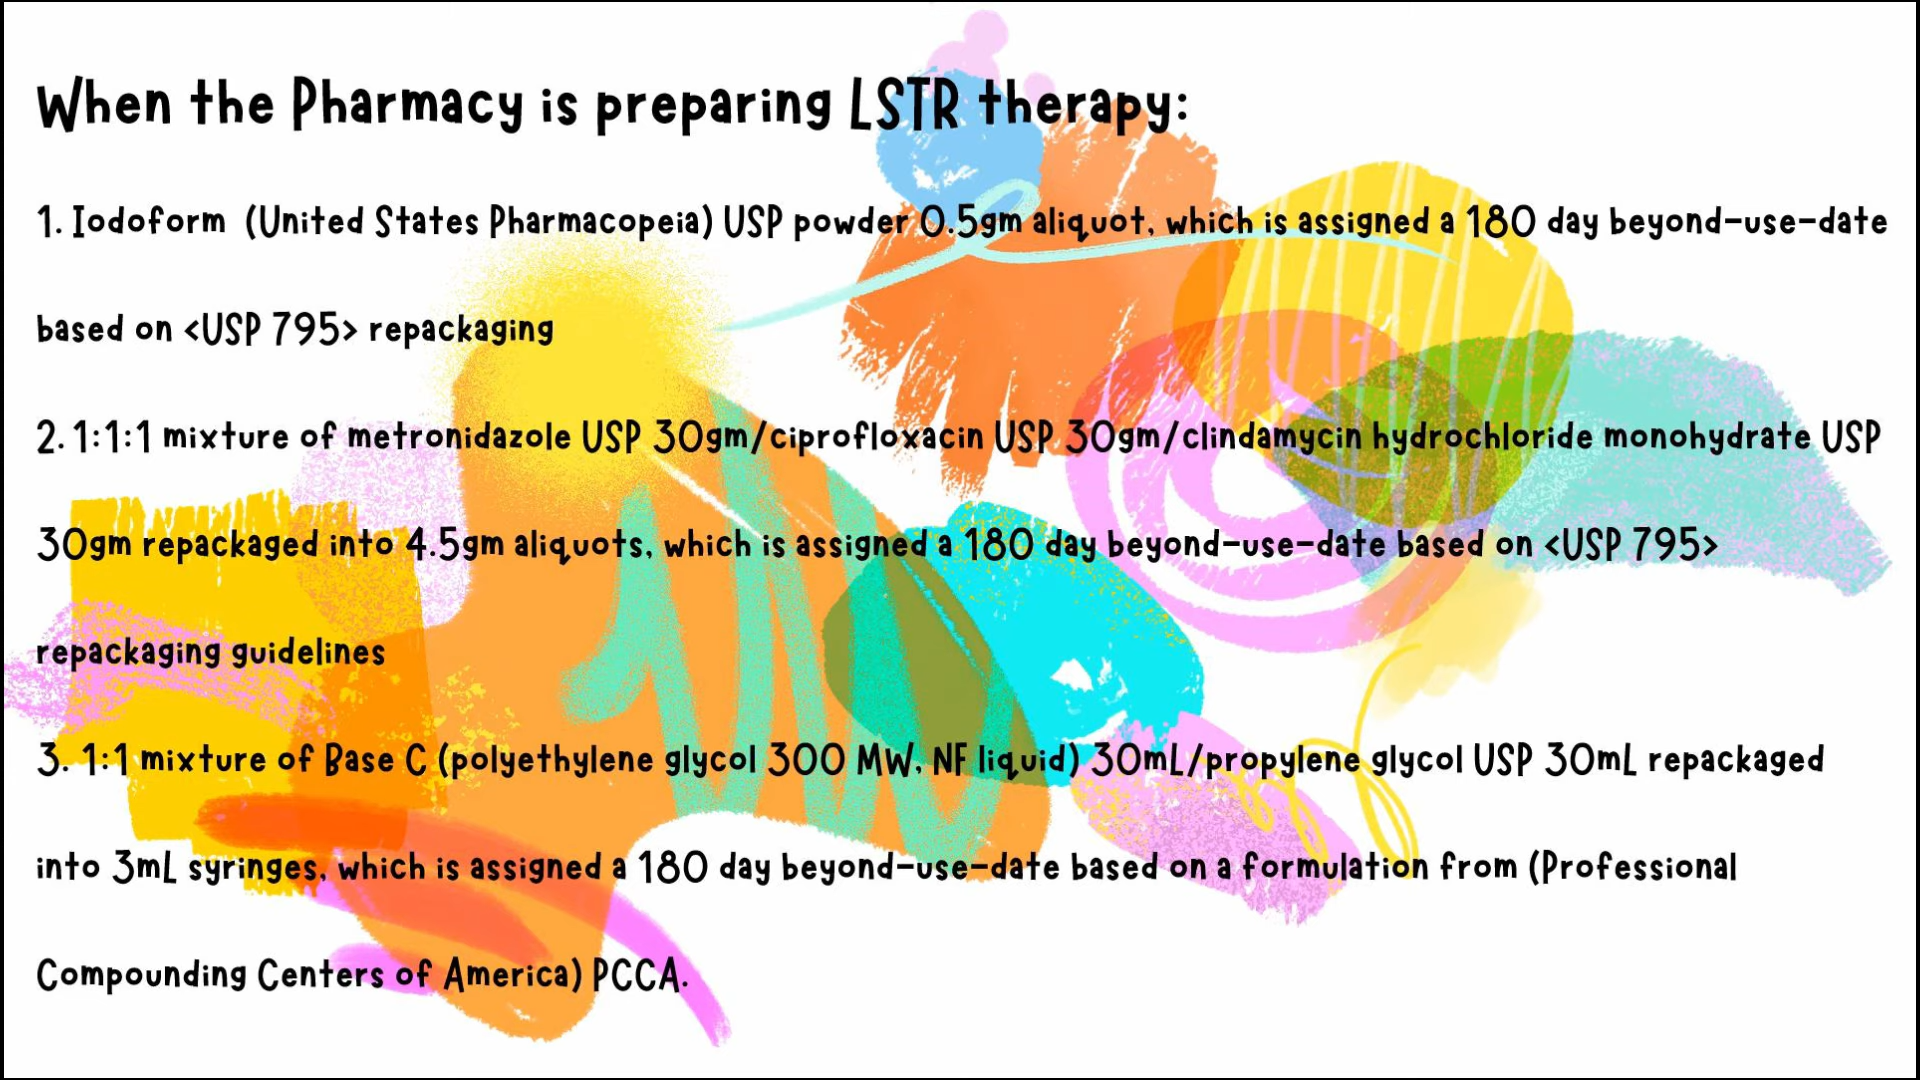 When the Pharmacy is preparing LSTR therapy:
1. Iodoform (United States Pharmacopeia) USP powder 0.5gm aliquot, which is assigned a 180 day beyond-use-date
based on <USP 795> repackaging
2. 1:1:1 mixture of metronidazole USP 30gm/ciprofloxacin USP 30gm/clindamycin hydrochloride monohydrate USP
30gm repackaged into 4.5gm aliquots, which is assigned a 180 day beyond-use-date based on <USP 795>
repackaging guidelines
3. 1:1 mixture of Base C (polyethylene glycol 300 MW, NF liquid) 30mL/propylene glycol USP 30mL repackaged
into 3mL syringes, which is assigned a 180 day beyond-use-date based on a formulation from (Professional
Compounding Centers of America) PCCA.